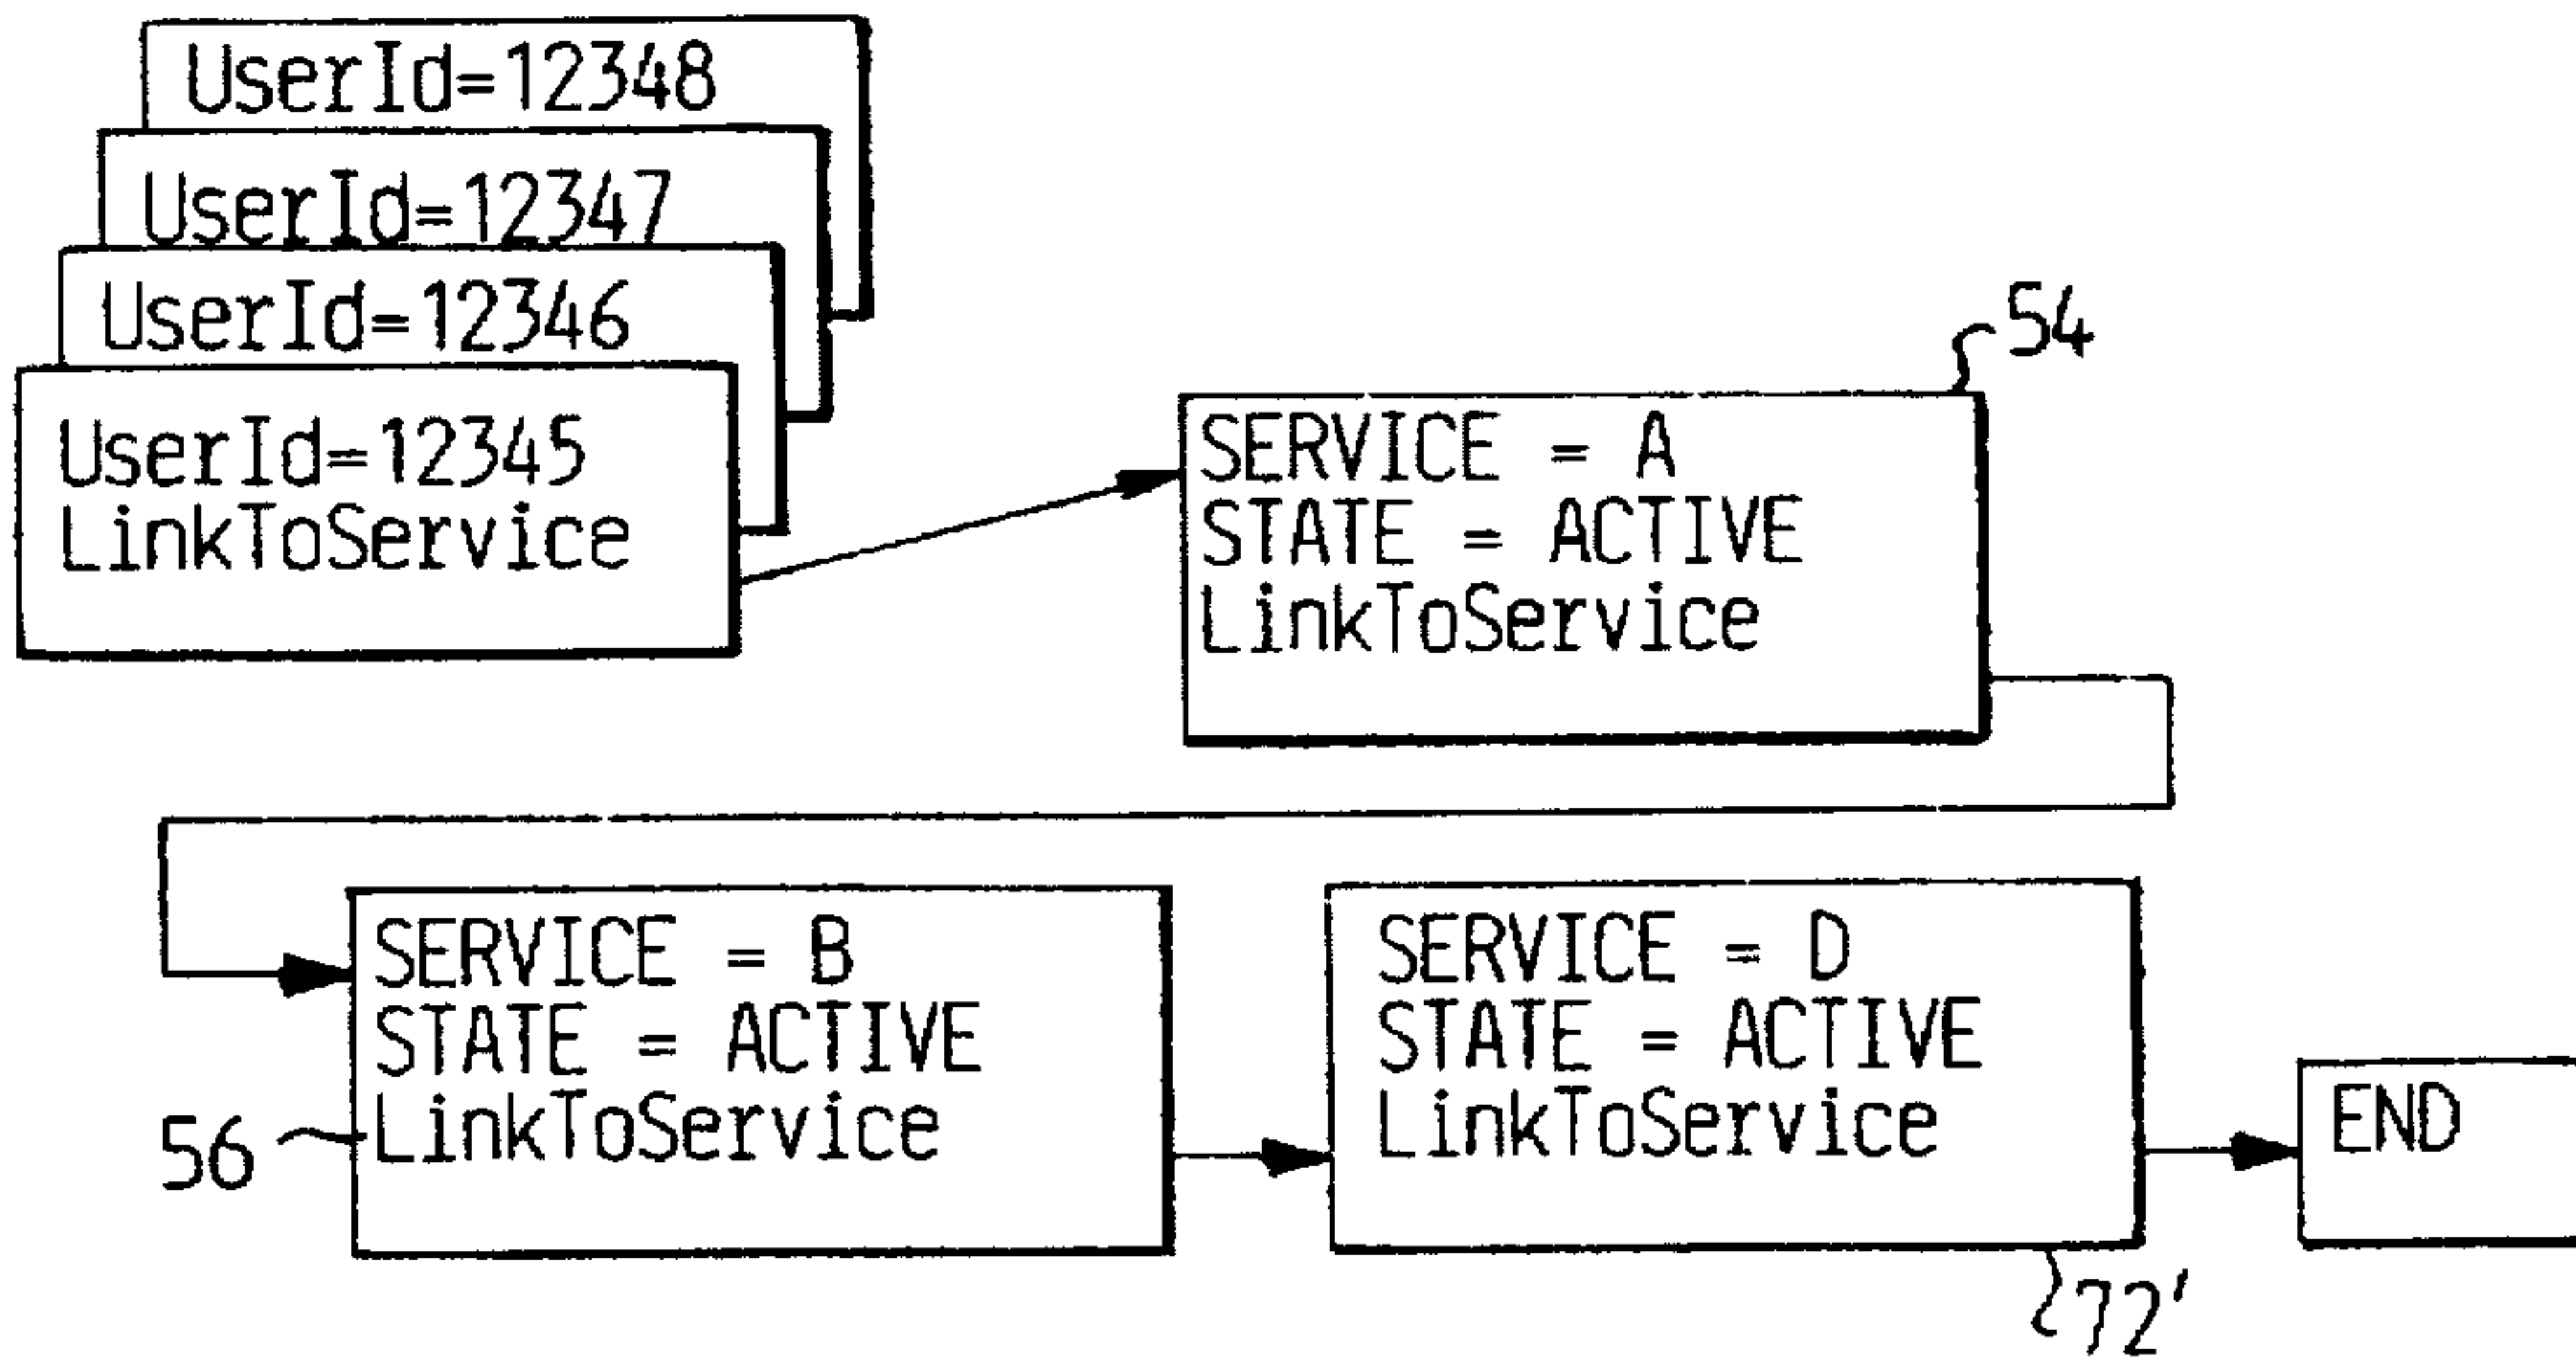 UserId=12348
UserId=12347
UserId=12346
UserId=12345
LinkToService
54
SERVICE = A
STATE = ACTIVE
LinkToService
SERVICE = B
STATE = ACTIVE
LinkToService
56
SERVICE = D
STATE = ACTIVE
LinkToService
72'
END